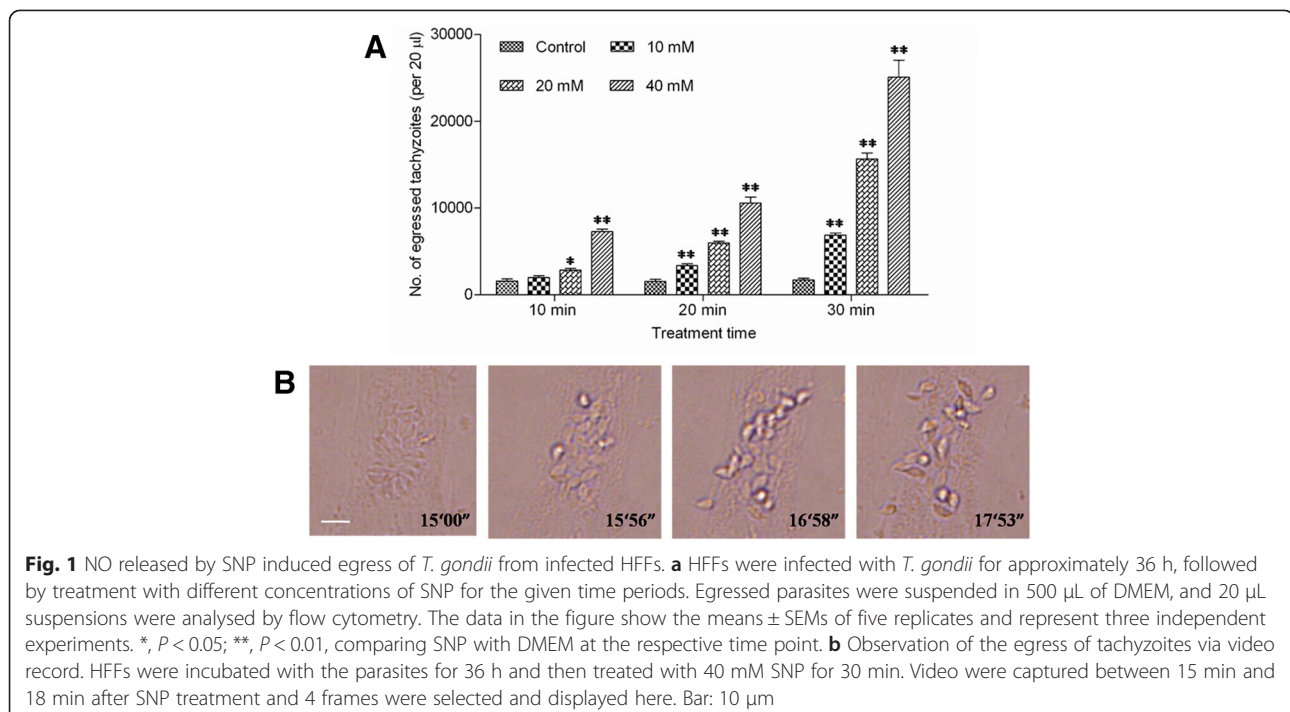 A
No. of egressed tachyzoites (per 20 µl)
30000
20000
10000
0
Control
10 mM
20 mM
40 mM
*
**
**
**
**
**
**
**
10 min
20 min
30 min
Treatment time
B
15'00"
15'56"
16'58"
17'53"
Fig. 1 NO released by SNP induced egress of T. gondii from infected HFFs. a HFFs were infected with T. gondii for approximately 36 h, followed
by treatment with different concentrations of SNP for the given time periods. Egressed parasites were suspended in 500 μL of DMEM, and 20 μL
suspensions were analysed by flow cytometry. The data in the figure show the means ± SEMs of five replicates and represent three independent
experiments. *, P < 0.05; **, P < 0.01, comparing SNP with DMEM at the respective time point. b Observation of the egress of tachyzoites via video
record. HFFs were incubated with the parasites for 36 h and then treated with 40 mM SNP for 30 min. Video were captured between 15 min and
18 min after SNP treatment and 4 frames were selected and displayed here. Bar: 10 μm